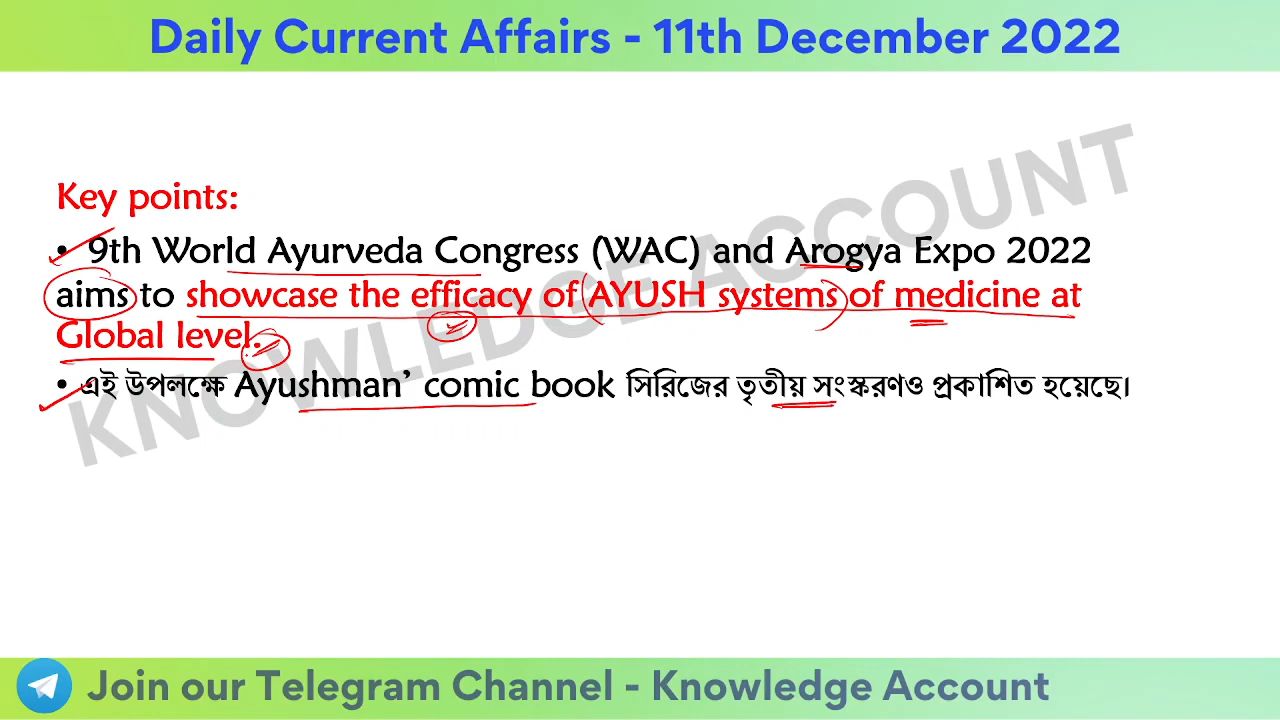 Daily Current Affairs - 11th December 2022
KNOWLEDGE ACCOUNT
Key points:
• 9th World Ayurveda Congress (WAC) and Arogya Expo 2022
aims to showcase the efficacy of AYUSH systems of medicine at
Global level.
• এই উপলক্ষে Ayushman’ comic book সিরিজের তৃতীয় সংস্করণও প্রকাশিত হয়েছে।
Join our Telegram Channel - Knowledge Account